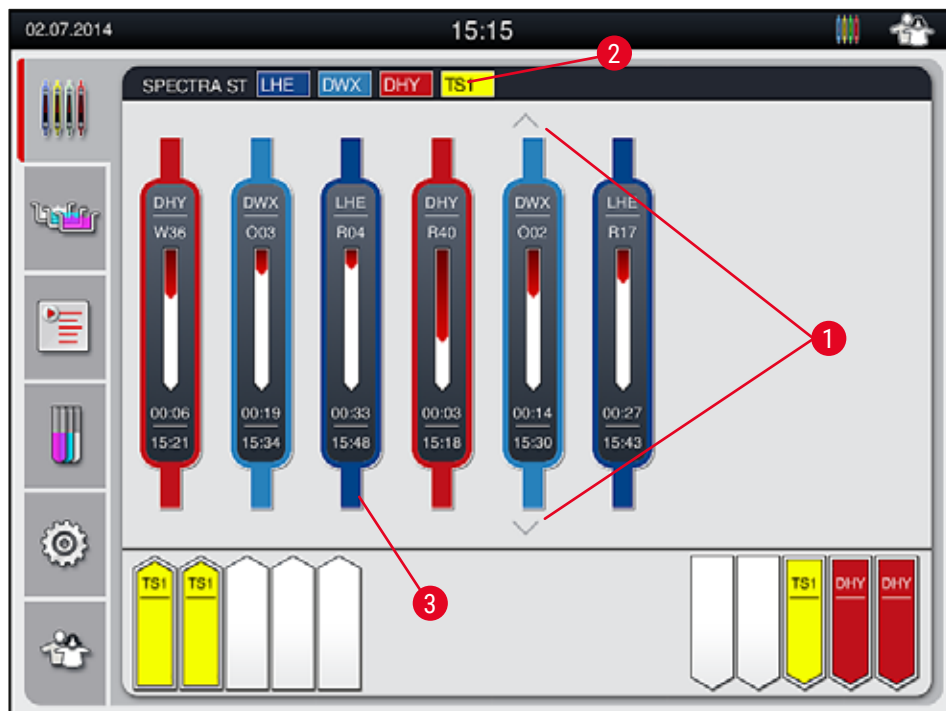 02.07.2014 15:15
SPECTRA ST LHE DWX DHY TS1
2
DHY DWX LHE DHY DWX LHE
W36 O03 R04 R40 O02 R17
1
00:06 00:19 00:33 00:03 00:14 00:27
15:21 15:34 15:48 15:18 15:30 15:43
3
TS1 TS1 TS1 DHY DHY